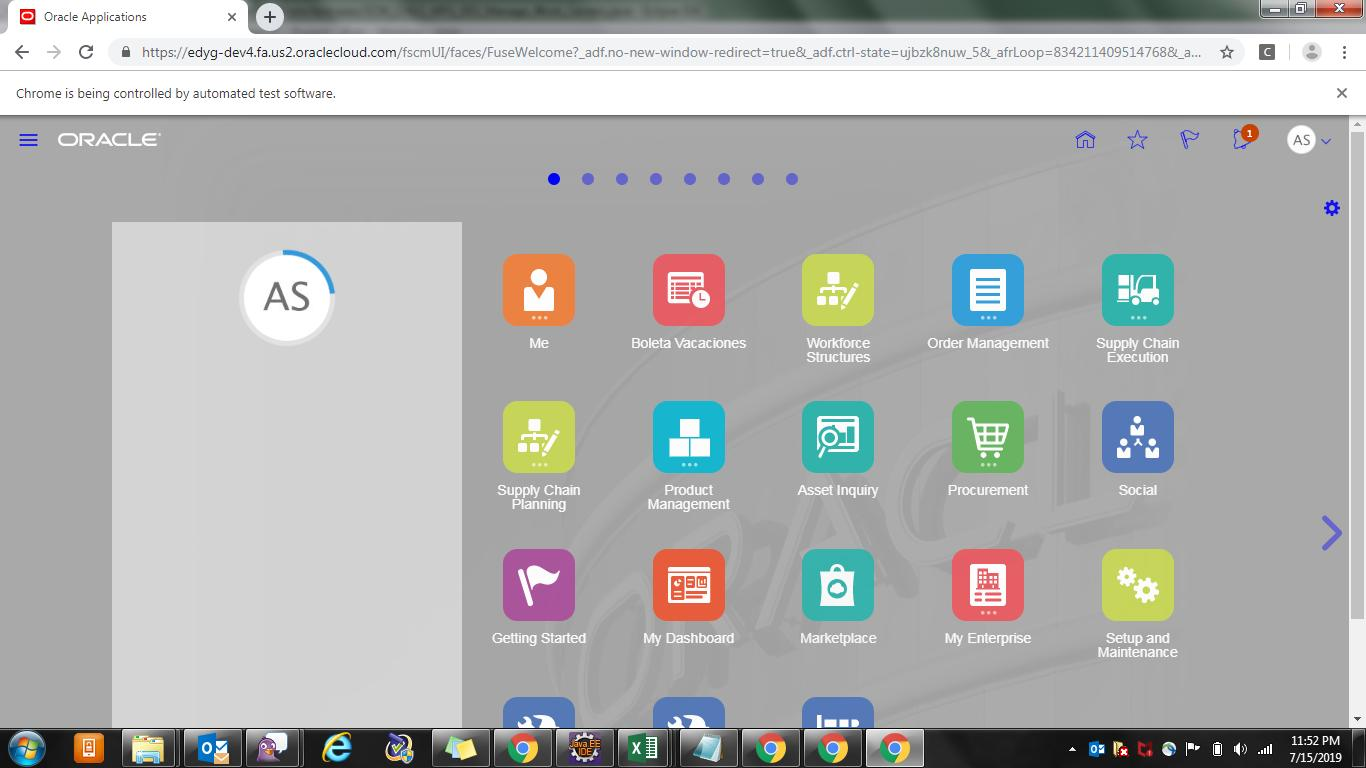 Oracle Applications
https://edyg-dev4.fa.us2.oraclecloud.com/fscmUI/faces/FuseWelcome?_adf.no-new-window-redirect=true&_adf.ctrl-state=ujbzk8nuw_5&_afrLoop=834211409514768&_a...
C
Chrome is being controlled by automated test software.
ORACLE
1
AS
AS
Me
Boleta Vacaciones
Workforce
Structures
Order Management
Supply Chain
Execution
Supply Chain
Planning
Product
Management
Asset Inquiry
Procurement
Social
Getting Started
My Dashboard
Marketplace
My Enterprise
Setup and
Maintenance
Java EE
IDE
11:52 PM
7/15/2019